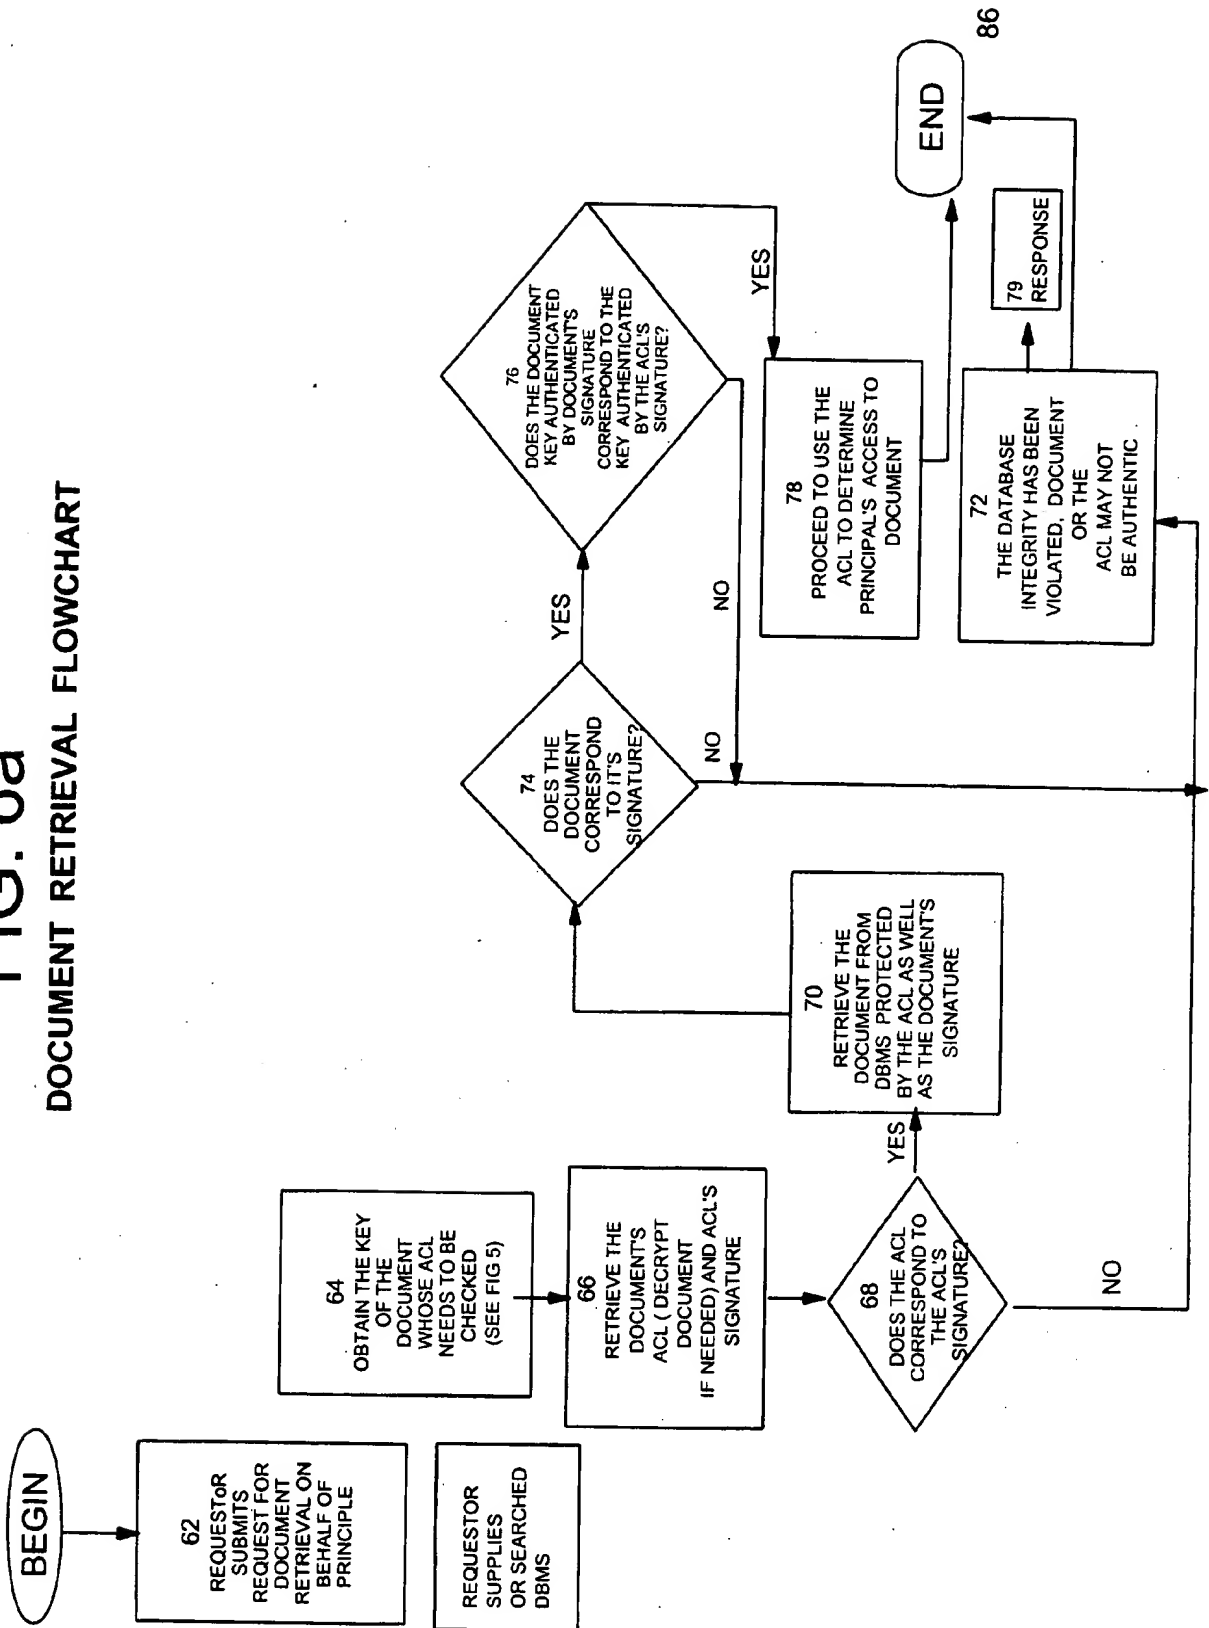 FIG. 6a
DOCUMENT RETRIEVAL FLOWCHART
BEGIN
62
REQUESTOR
SUBMITS
REQUEST FOR
DOCUMENT
RETRIEVAL ON
BEHALF OF
PRINCIPLE
REQUESTOR
SUPPLIES
OR SEARCHED
DBMS
64
OBTAIN THE KEY
OF THE
DOCUMENT
WHOSE ACL
NEEDS TO BE
CHECKED
(SEE FIG 5)
66
RETRIEVE THE
DOCUMENT'S
ACL ( DECRYPT
DOCUMENT
IF NEEDED) AND ACL'S
SIGNATURE
68
DOES THE ACL
CORRESPOND TO
THE ACL'S
SIGNATURE?
YES
NO
70
RETRIEVE THE
DOCUMENT FROM
DBMS PROTECTED
BY THE ACL AS WELL
AS THE DOCUMENT'S
SIGNATURE
74
DOES THE
DOCUMENT
CORRESPOND
TO IT'S
SIGNATURE?
YES
NO
76
DOES THE DOCUMENT
KEY AUTHENTICATED
BY DOCUMENT'S
SIGNATURE
CORRESPOND TO THE
KEY AUTHENTICATED
BY THE ACL'S
SIGNATURE?
YES
NO
78
PROCEED TO USE THE
ACL TO DETERMINE
PRINCIPAL'S ACCESS TO
DOCUMENT
72
THE DATABASE
INTEGRITY HAS BEEN
VIOLATED, DOCUMENT
OR THE
ACL MAY NOT
BE AUTHENTIC
79
RESPONSE
END
86